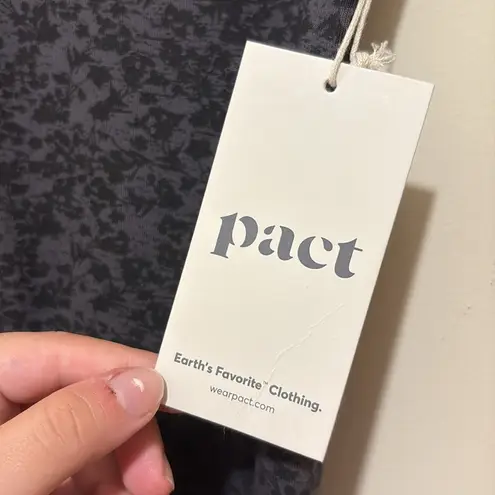 pact
Earth's Favorite™ Clothing.
wearpact.com